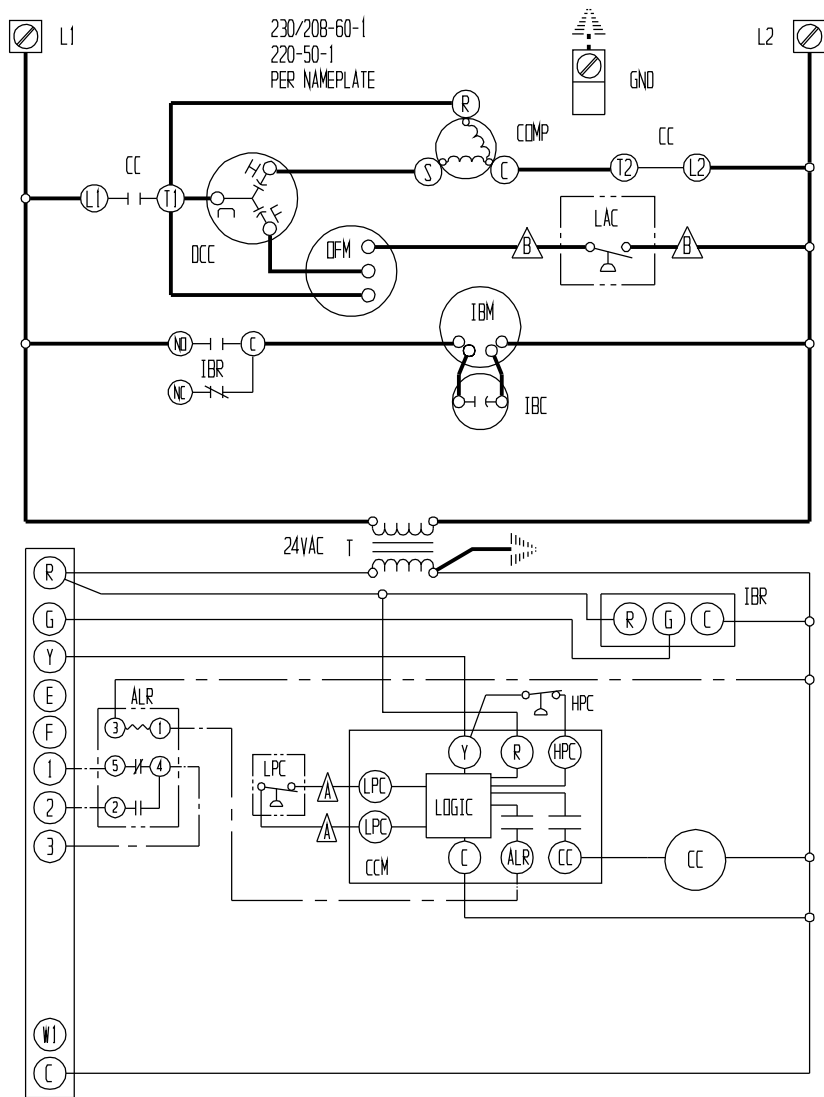 L1
230/208-60-1
220-50-1
PER NAMEPLATE
L2
GND
R
COMP
CC
CC
S
C
T2
L2
L1
T1
H
C
F
OCC
OFM
LAC
B
B
IBM
NO
C
IBR
NC
IBC
24VAC T
R
IBR
R G C
G
Y
E
ALR
HPC
F
3 1
Y R HPC
1
5 4
LPC
A
LPC
LOGIC
2
2
A
LPC
3
C ALR CC
CC
CCM
W1
C